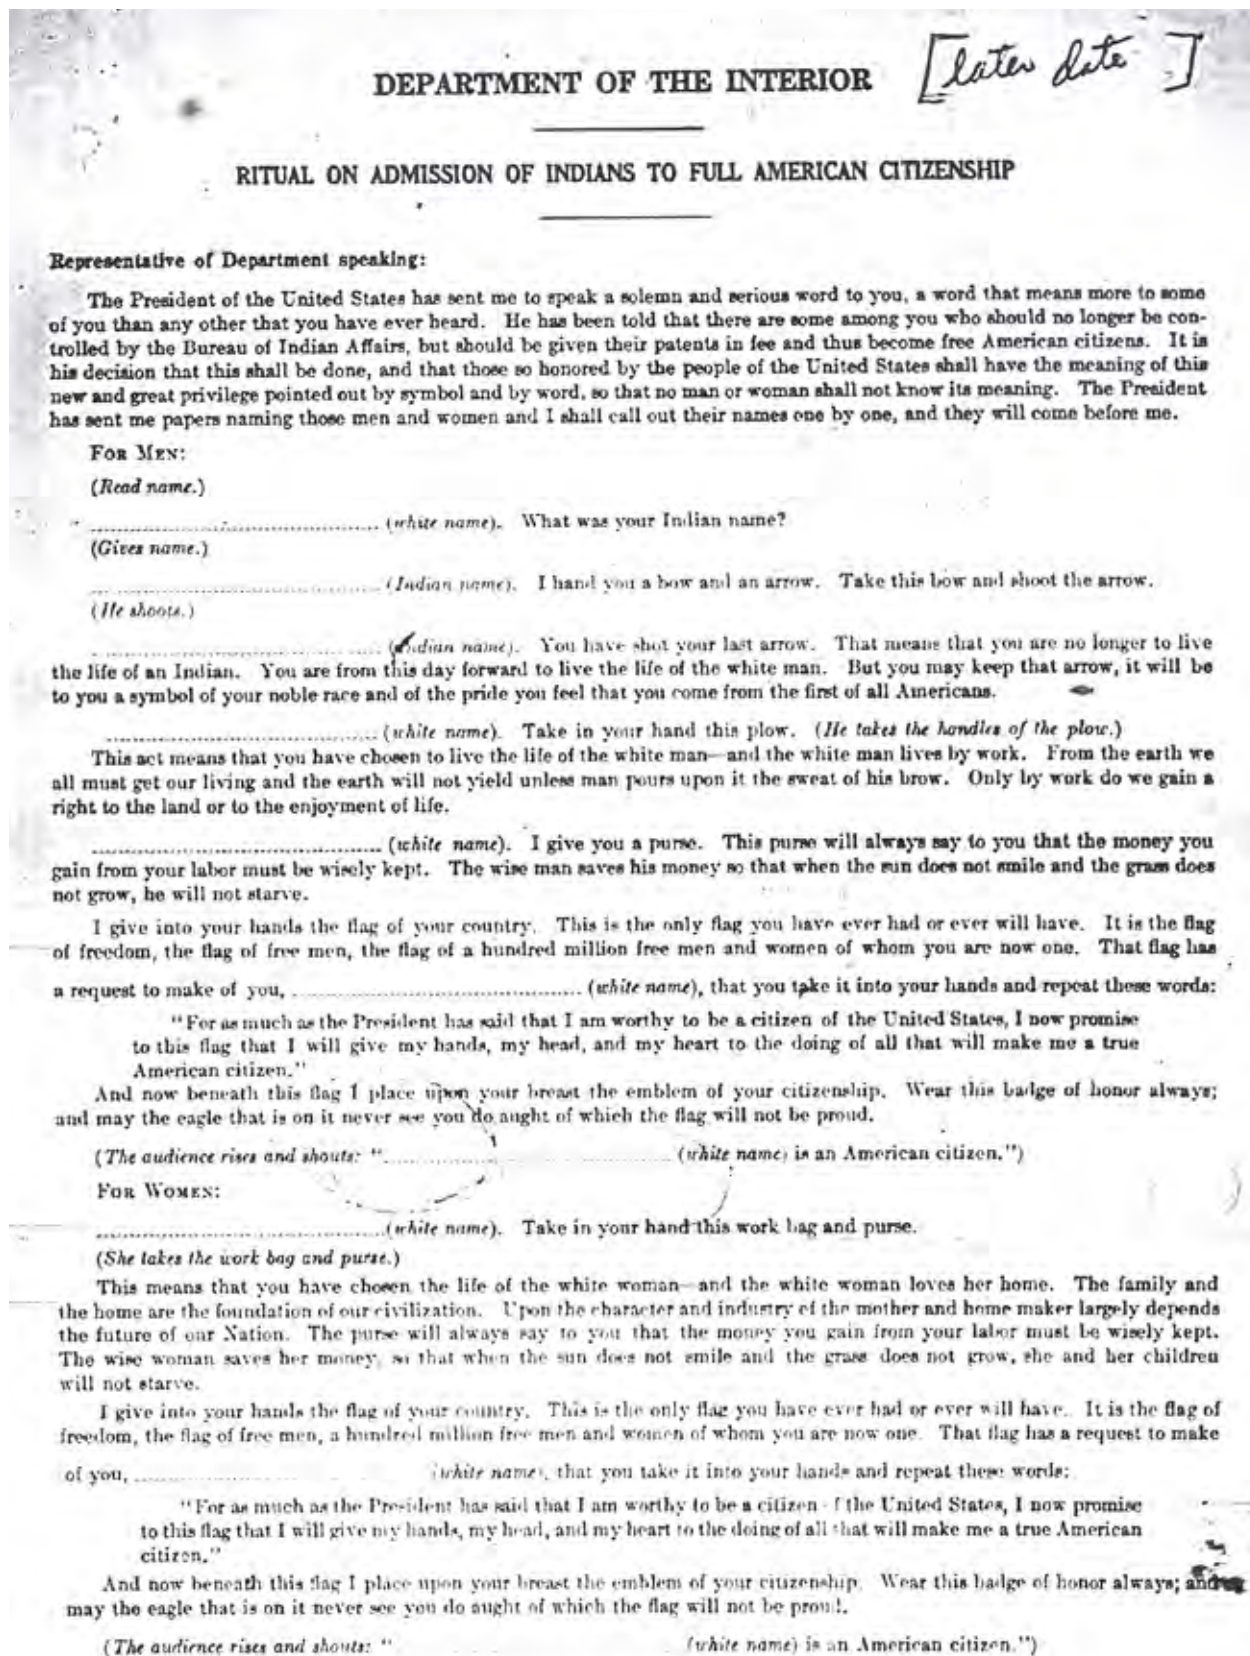 [later date]
DEPARTMENT OF THE INTERIOR
RITUAL ON ADMISSION OF INDIANS TO FULL AMERICAN CITIZENSHIP
Representative of Department speaking:
The President of the United States has sent me to speak a solemn and serious word to you, a word that means more to some
of you than any other that you have ever heard. He has been told that there are some among you who should no longer be con-
trolled by the Bureau of Indian Affairs, but should be given their patents in fee and thus become free American citizens. It is
his decision that this shall be done, and that those so honored by the people of the United States shall have the meaning of this
new and great privilege pointed out by symbol and by word, so that no man or woman shall not know its meaning. The President
has sent me papers naming those men and women and I shall call out their names one by one, and they will come before me.
FOR MEN:
(Read name.)
(white name). What was your Indian name?
(Gives name.)
(Indian name). I hand you a bow and an arrow. Take this bow and shoot the arrow.
(He shoots.)
(Indian name). You have shot your last arrow. That means that you are no longer to live
the life of an Indian. You are from this day forward to live the life of the white man. But you may keep that arrow, it will be
to you a symbol of your noble race and of the pride you feel that you come from the first of all Americans.
(white name). Take in your hand this plow. (He takes the handles of the plow.)
This act means that you have chosen to live the life of the white man—and the white man lives by work. From the earth we
all must get our living and the earth will not yield unless man pours upon it the sweat of his brow. Only by work do we gain a
right to the land or to the enjoyment of life.
(white name). I give you a purse. This purse will always say to you that the money you
gain from your labor must be wisely kept. The wise man saves his money so that when the sun does not smile and the grass does
not grow, he will not starve.
I give into your hands the flag of your country. This is the only flag you have ever had or ever will have. It is the flag
of freedom, the flag of free men, the flag of a hundred million free men and women of whom you are now one. That flag has
a request to make of you, (white name), that you take it into your hands and repeat these words:
"For as much as the President has said that I am worthy to be a citizen of the United States, I now promise
to this flag that I will give my hands, my head, and my heart to the doing of all that will make me a true
American citizen."
And now beneath this flag I place upon your breast the emblem of your citizenship. Wear this badge of honor always;
and may the eagle that is on it never see you do aught of which the flag will not be proud.
(The audience rises and shouts: " (white name) is an American citizen.")
FOR WOMEN:
(white name). Take in your hand this work bag and purse.
(She takes the work bag and purse.)
This means that you have chosen the life of the white woman—and the white woman loves her home. The family and
the home are the foundation of our civilization. Upon the character and industry of the mother and home maker largely depends
the future of our Nation. The purse will always say to you that the money you gain from your labor must be wisely kept.
The wise woman saves her money, so that when the sun does not smile and the grass does not grow, she and her children
will not starve.
I give into your hands the flag of your country. This is the only flag you have ever had or ever will have. It is the flag of
freedom, the flag of free men, a hundred million free men and women of whom you are now one. That flag has a request to make
of you, (white name), that you take it into your hands and repeat these words:
"For as much as the President has said that I am worthy to be a citizen of the United States, I now promise
to this flag that I will give my hands, my head, and my heart to the doing of all that will make me a true American
citizen."
And now beneath this flag I place upon your breast the emblem of your citizenship. Wear this badge of honor always; and
may the eagle that is on it never see you do aught of which the flag will not be proud.
(The audience rises and shouts: " (white name) is an American citizen.")